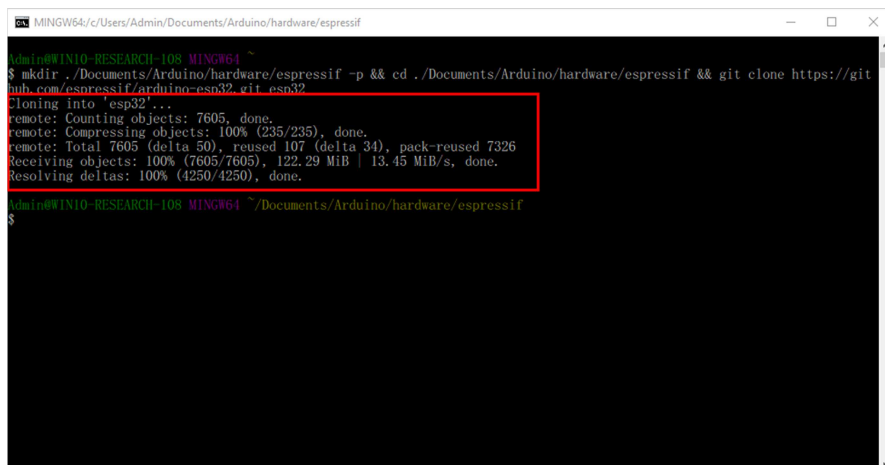 MINGW64:/c/Users/Admin/Documents/Arduino/hardware/espressif
Admin@WIN10-RESEARCH-108 MINGW64 ~
$ mkdir ./Documents/Arduino/hardware/espressif -p && cd ./Documents/Arduino/hardware/espressif && git clone https://git
hub.com/espressif/arduino-esp32.git esp32
Cloning into 'esp32'...
remote: Counting objects: 7605, done.
remote: Compressing objects: 100% (235/235), done.
remote: Total 7605 (delta 50), reused 107 (delta 34), pack-reused 7326
Receiving objects: 100% (7605/7605), 122.29 MiB | 13.45 MiB/s, done.
Resolving deltas: 100% (4250/4250), done.
Admin@WIN10-RESEARCH-108 MINGW64 ~/Documents/Arduino/hardware/espressif
$